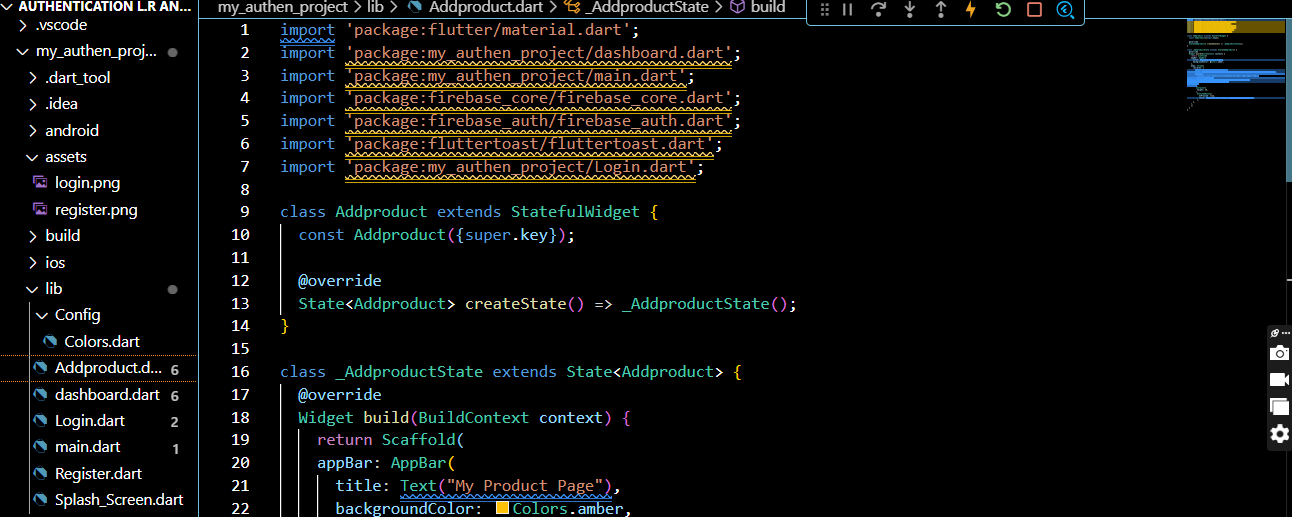 AUTHENTICATION L.R AN...
.vscode
my_authen_proj...
.dart_tool
.idea
android
assets
login.png
register.png
build
ios
lib
Config
Colors.dart
Addproduct.d... 6
dashboard.dart 6
Login.dart 2
main.dart 1
Register.dart
Splash_Screen.dart
my_authen_project > lib > Addproduct.dart > _AddproductState > build
1 import 'package:flutter/material.dart';
2 import 'package:my_authen_project/dashboard.dart';
3 import 'package:my_authen_project/main.dart';
4 import 'package:firebase_core/firebase_core.dart';
5 import 'package:firebase_auth/firebase_auth.dart';
6 import 'package:fluttertoast/fluttertoast.dart';
7 import 'package:my_authen_project/Login.dart';
8
9 class Addproduct extends StatefulWidget {
10 const Addproduct({super.key});
11
12 @override
13 State<Addproduct> createState() => _AddproductState();
14 }
15
16 class _AddproductState extends State<Addproduct> {
17 @override
18 Widget build(BuildContext context) {
19 return Scaffold(
20 appBar: AppBar(
21 title: Text("My Product Page"),
22 backgroundColor: Colors.amber,